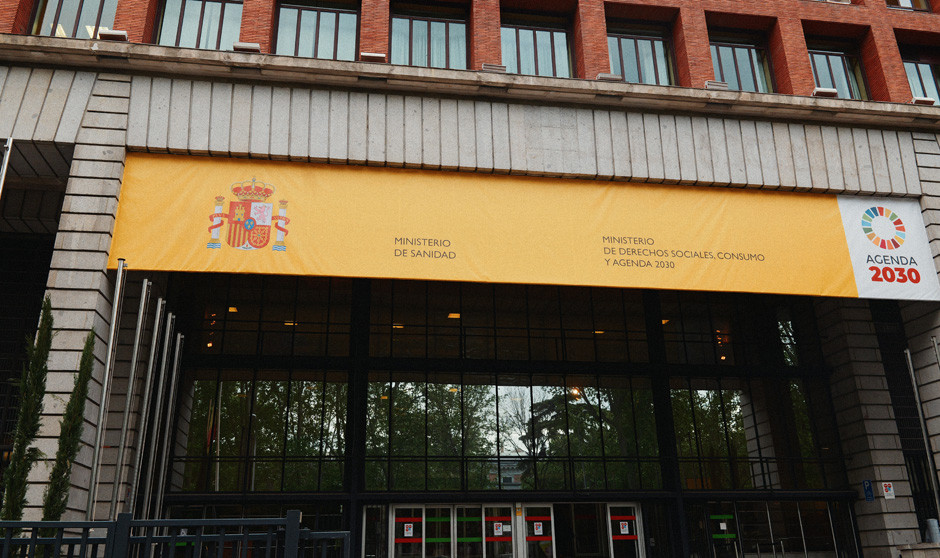 MINISTERIO
DE SANIDAD
MINISTERIO
DE DERECHOS SOCIALES, CONSUMO
Y AGENDA 2030
AGENDA
2030